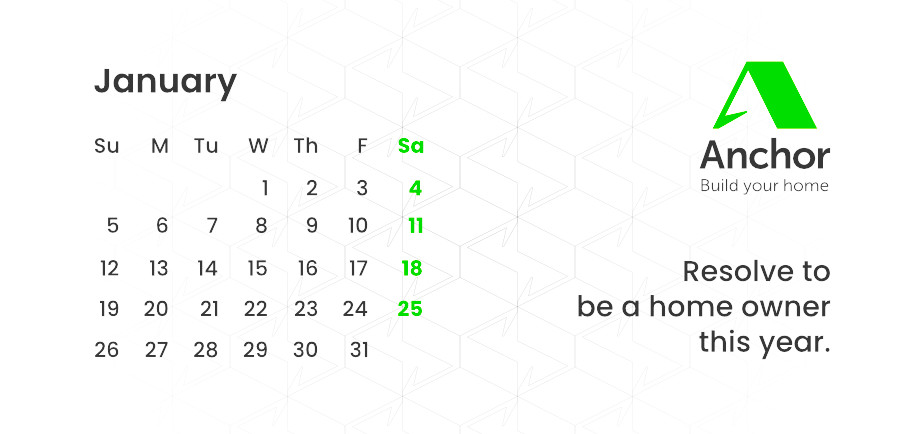 January
Su M Tu W Th F Sa
1 2 3 4
5 6 7 8 9 10 11
12 13 14 15 16 17 18
19 20 21 22 23 24 25
26 27 28 29 30 31
Anchor
Build your home
Resolve to
be a home owner
this year.